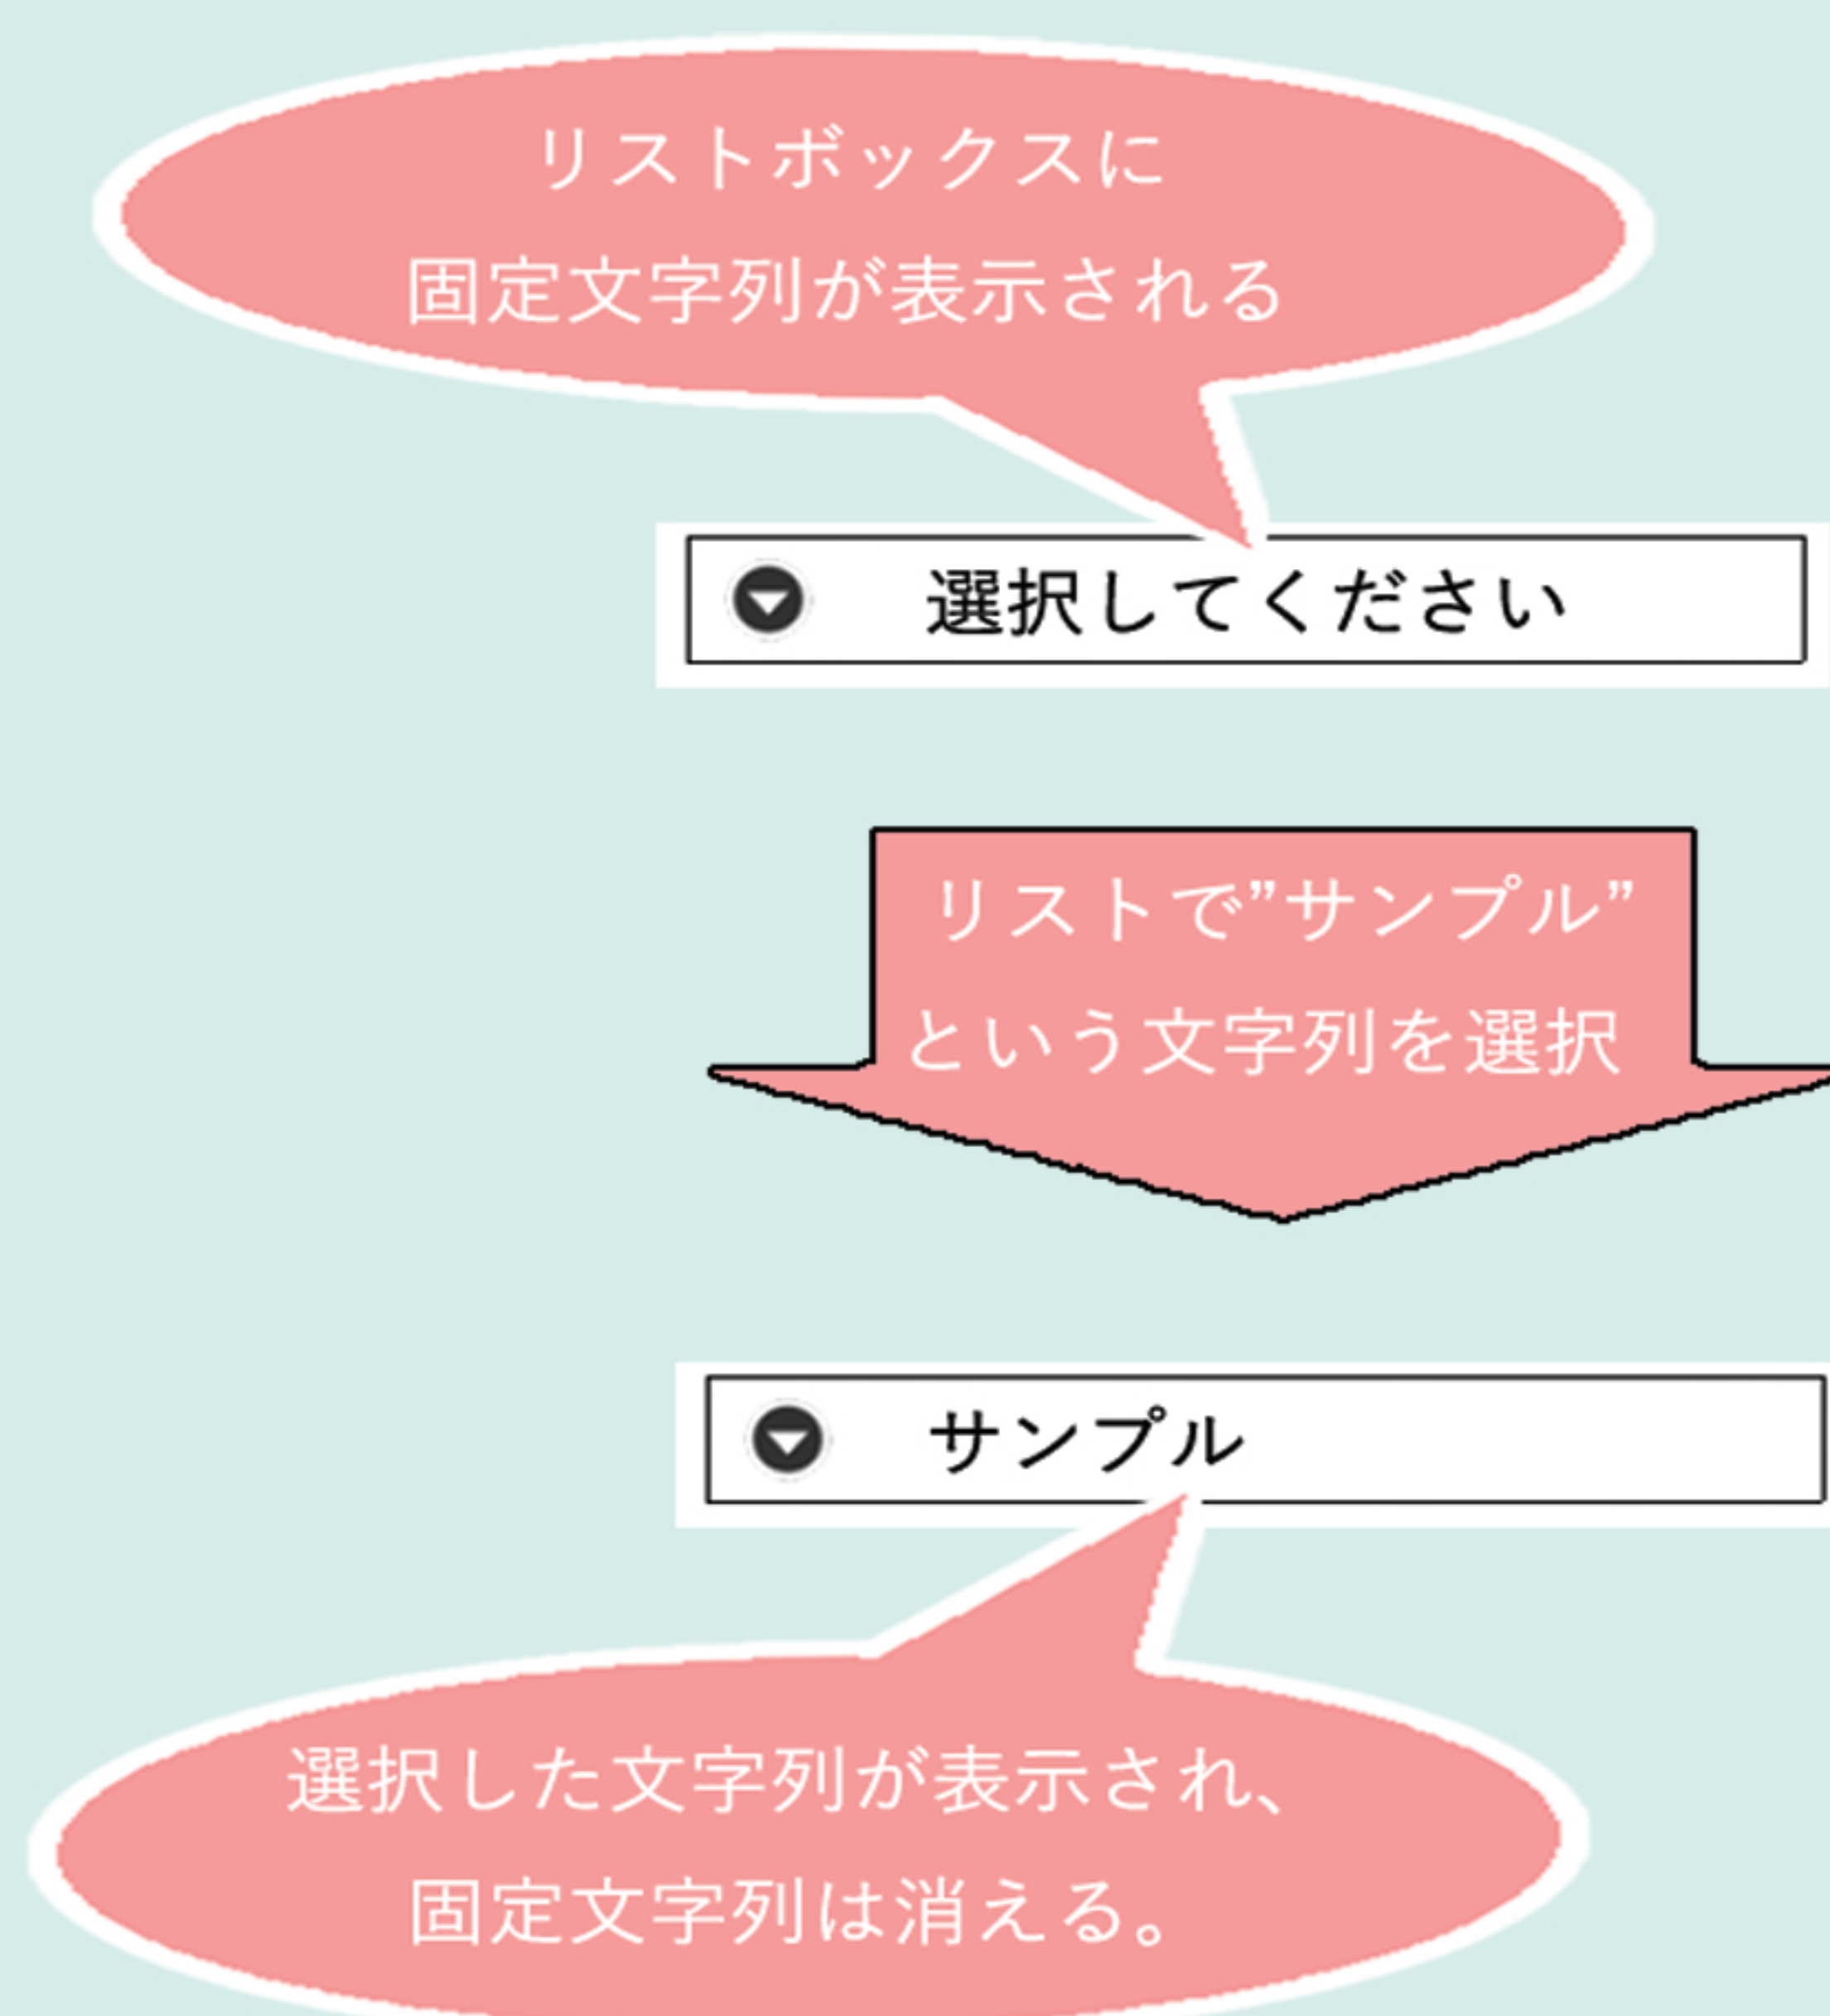 リストボックスに
固定文字列が表示される
選択してください
リストで”サンプル”
という文字列を選択
サンプル
選択した文字列が表示され、
固定文字列は消える。